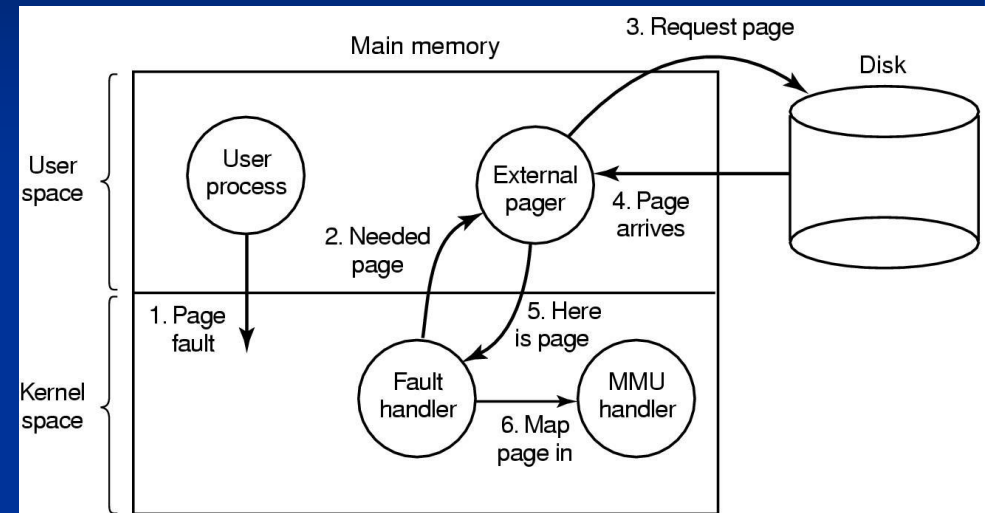 3. Request page
Main memory
Disk
User
space
User
process
External
pager
4. Page
arrives
2. Needed
page
1. Page
fault
5. Here
is page
Kernel
space
Fault
handler
MMU
handler
6. Map
page in